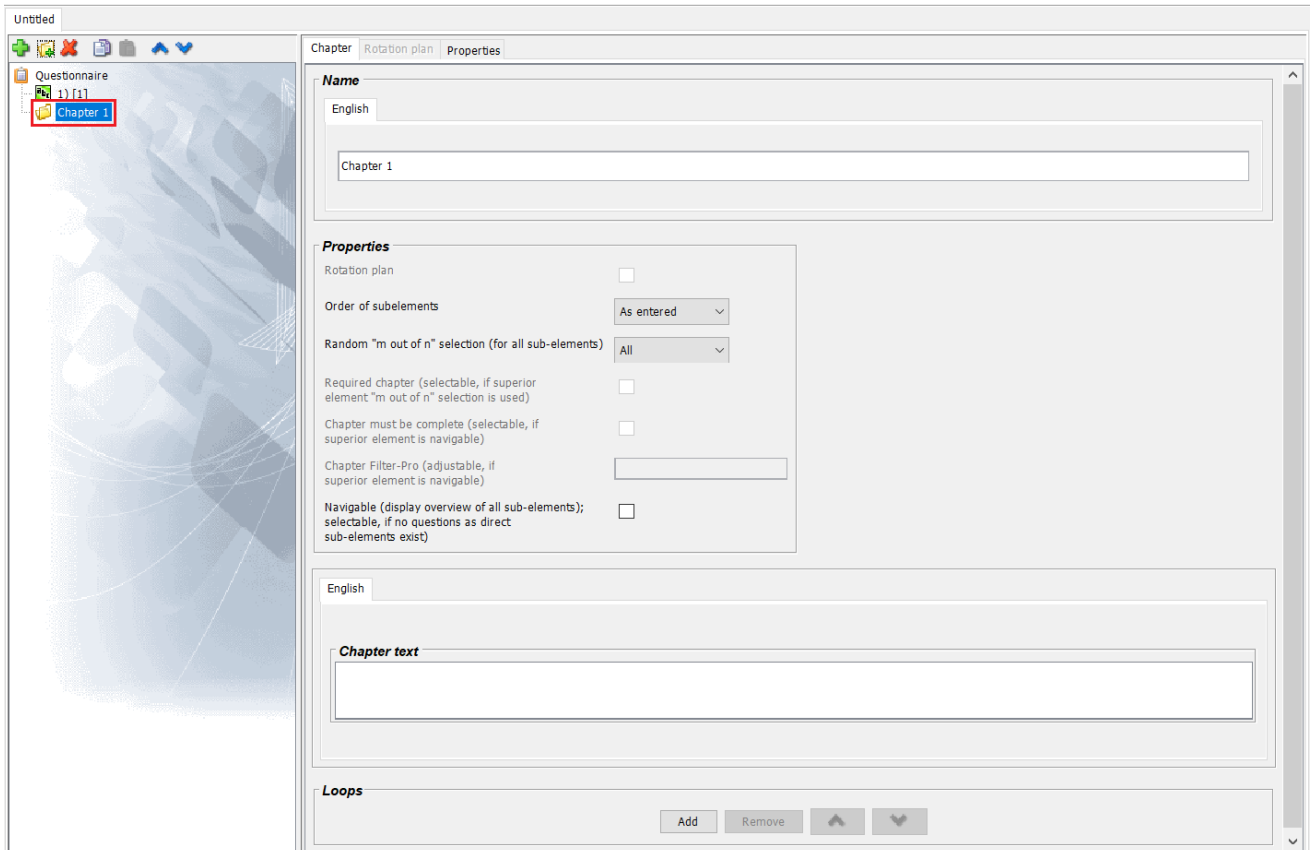 Untitled
Chapter Rotation plan Properties
Questionnaire
1) [1]
Chapter 1
Name
English
Chapter 1
Properties
Rotation plan
Order of subelements
As entered
Random "m out of n" selection (for all sub-elements)
All
Required chapter (selectable, if superior
element "m out of n" selection is used)
Chapter must be complete (selectable, if
superior element is navigable)
Chapter Filter-Pro (adjustable, if
superior element is navigable)
Navigable (display overview of all sub-elements);
selectable, if no questions as direct
sub-elements exist)
English
Chapter text
Loops
Add Remove